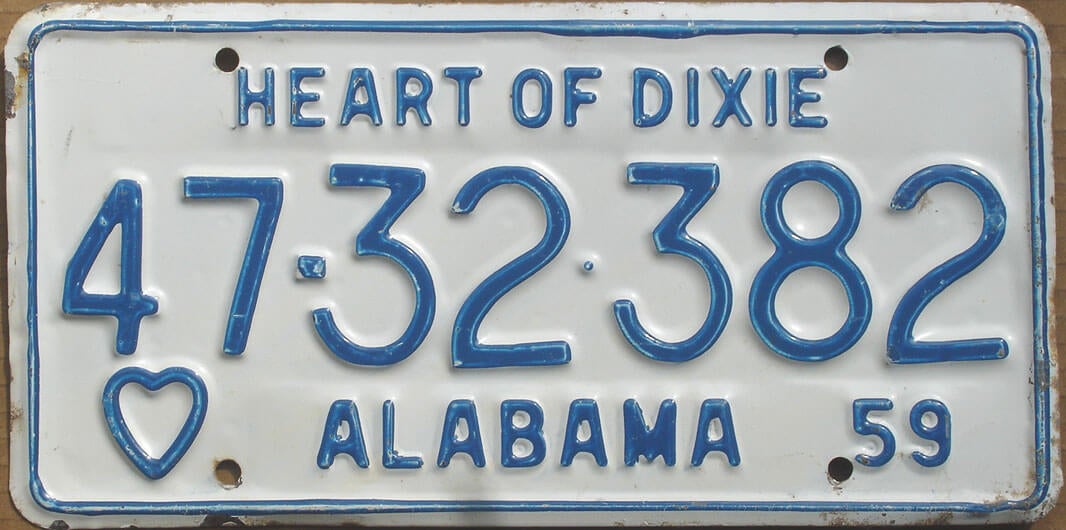 HEART OF DIXIE
47-32·382
ALABAMA 59